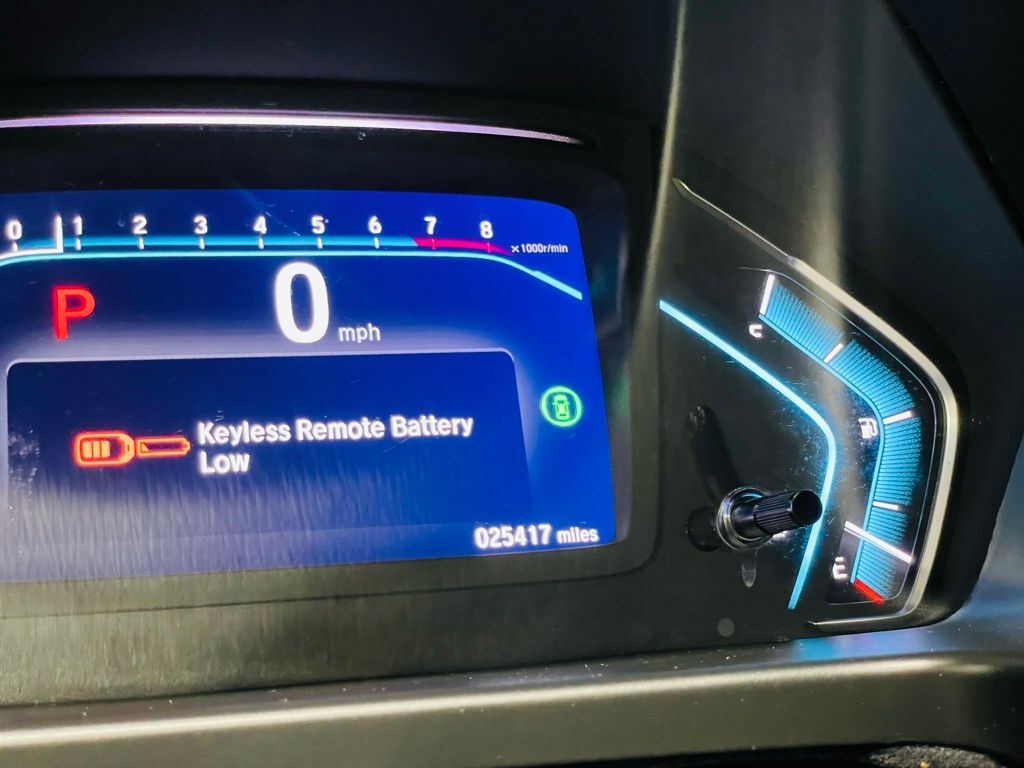 0 1 2 3 4 5 6 7 8
×1000r/min
P
0 mph
Keyless Remote Battery
Low
025417 miles
F
E